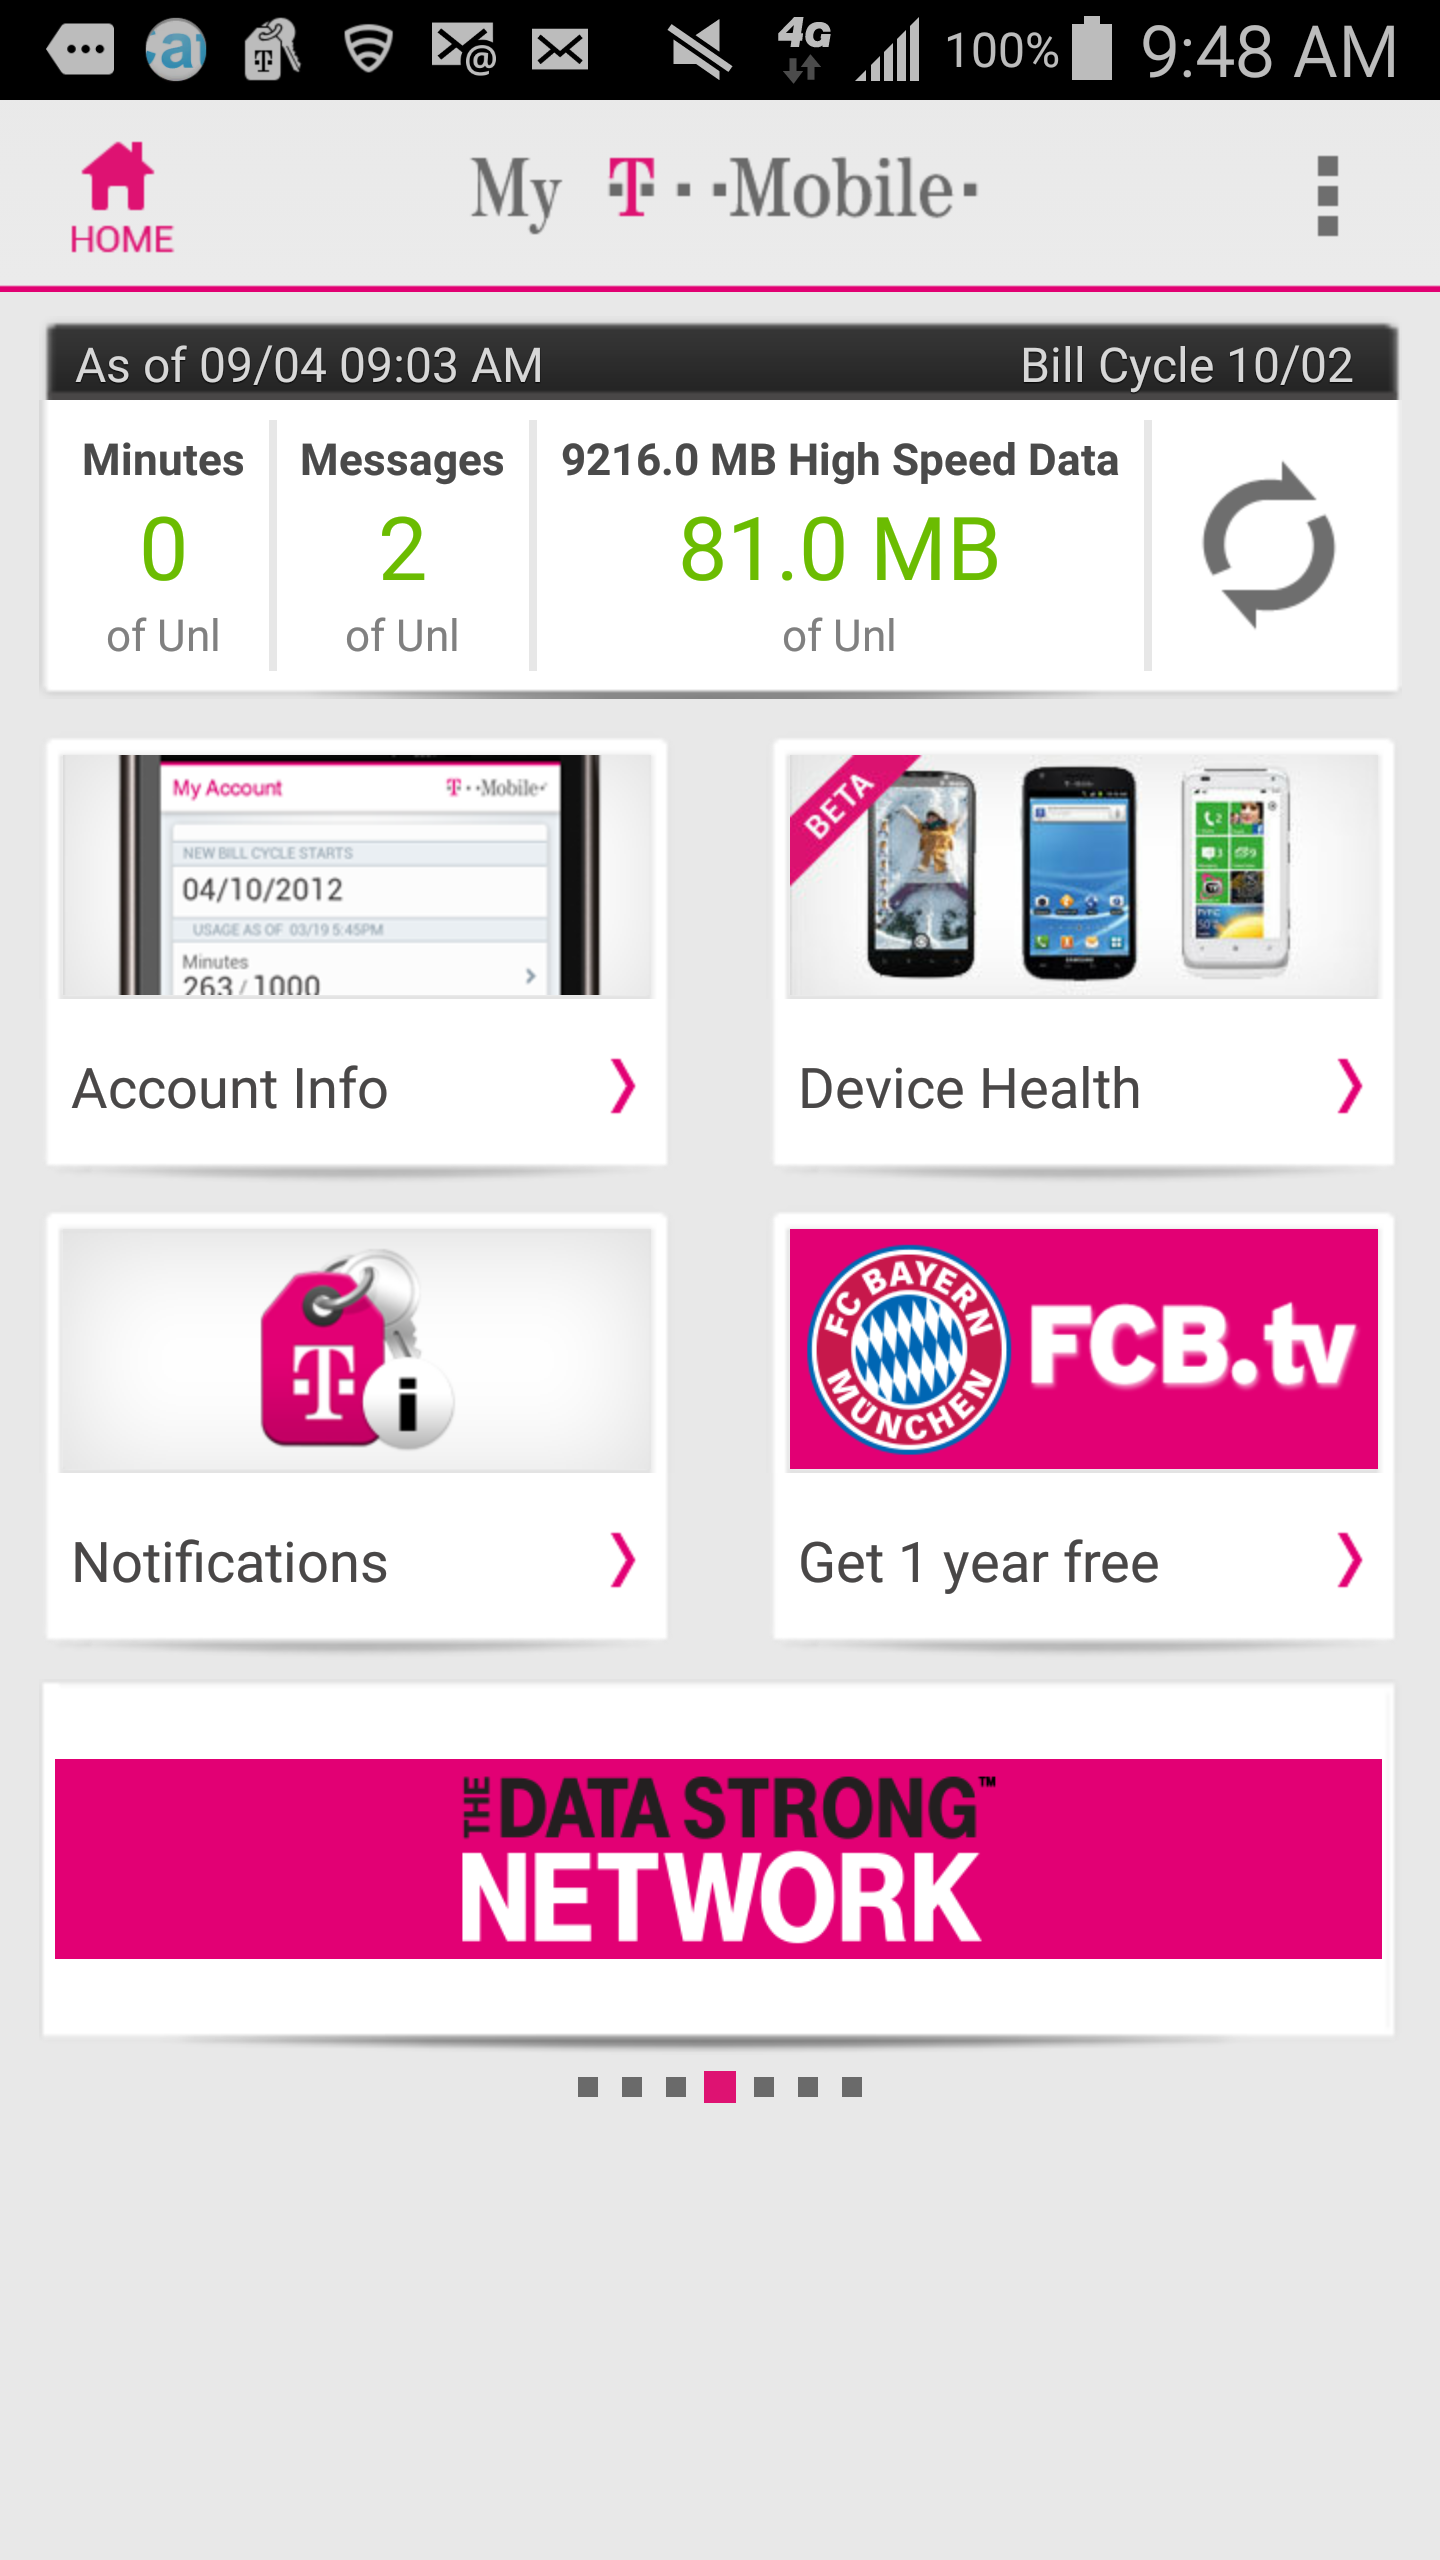 100% 9:48 AM
4G
at
T
@
HOME
My T··Mobile·
As of 09/04 09:03 AM Bill Cycle 10/02
Minutes Messages 9216.0 MB High Speed Data
0 2 81.0 MB
of Unl of Unl of Unl
My Account T··Mobile·
NEW BILL CYCLE STARTS
04/10/2012
USAGE AS OF 03/19 5:45PM
Minutes
263 / 1000
BETA
Account Info
Device Health
T
i
FC BAYERN
MÜNCHEN
FCB.tv
Notifications
Get 1 year free
THE DATA STRONG™
NETWORK